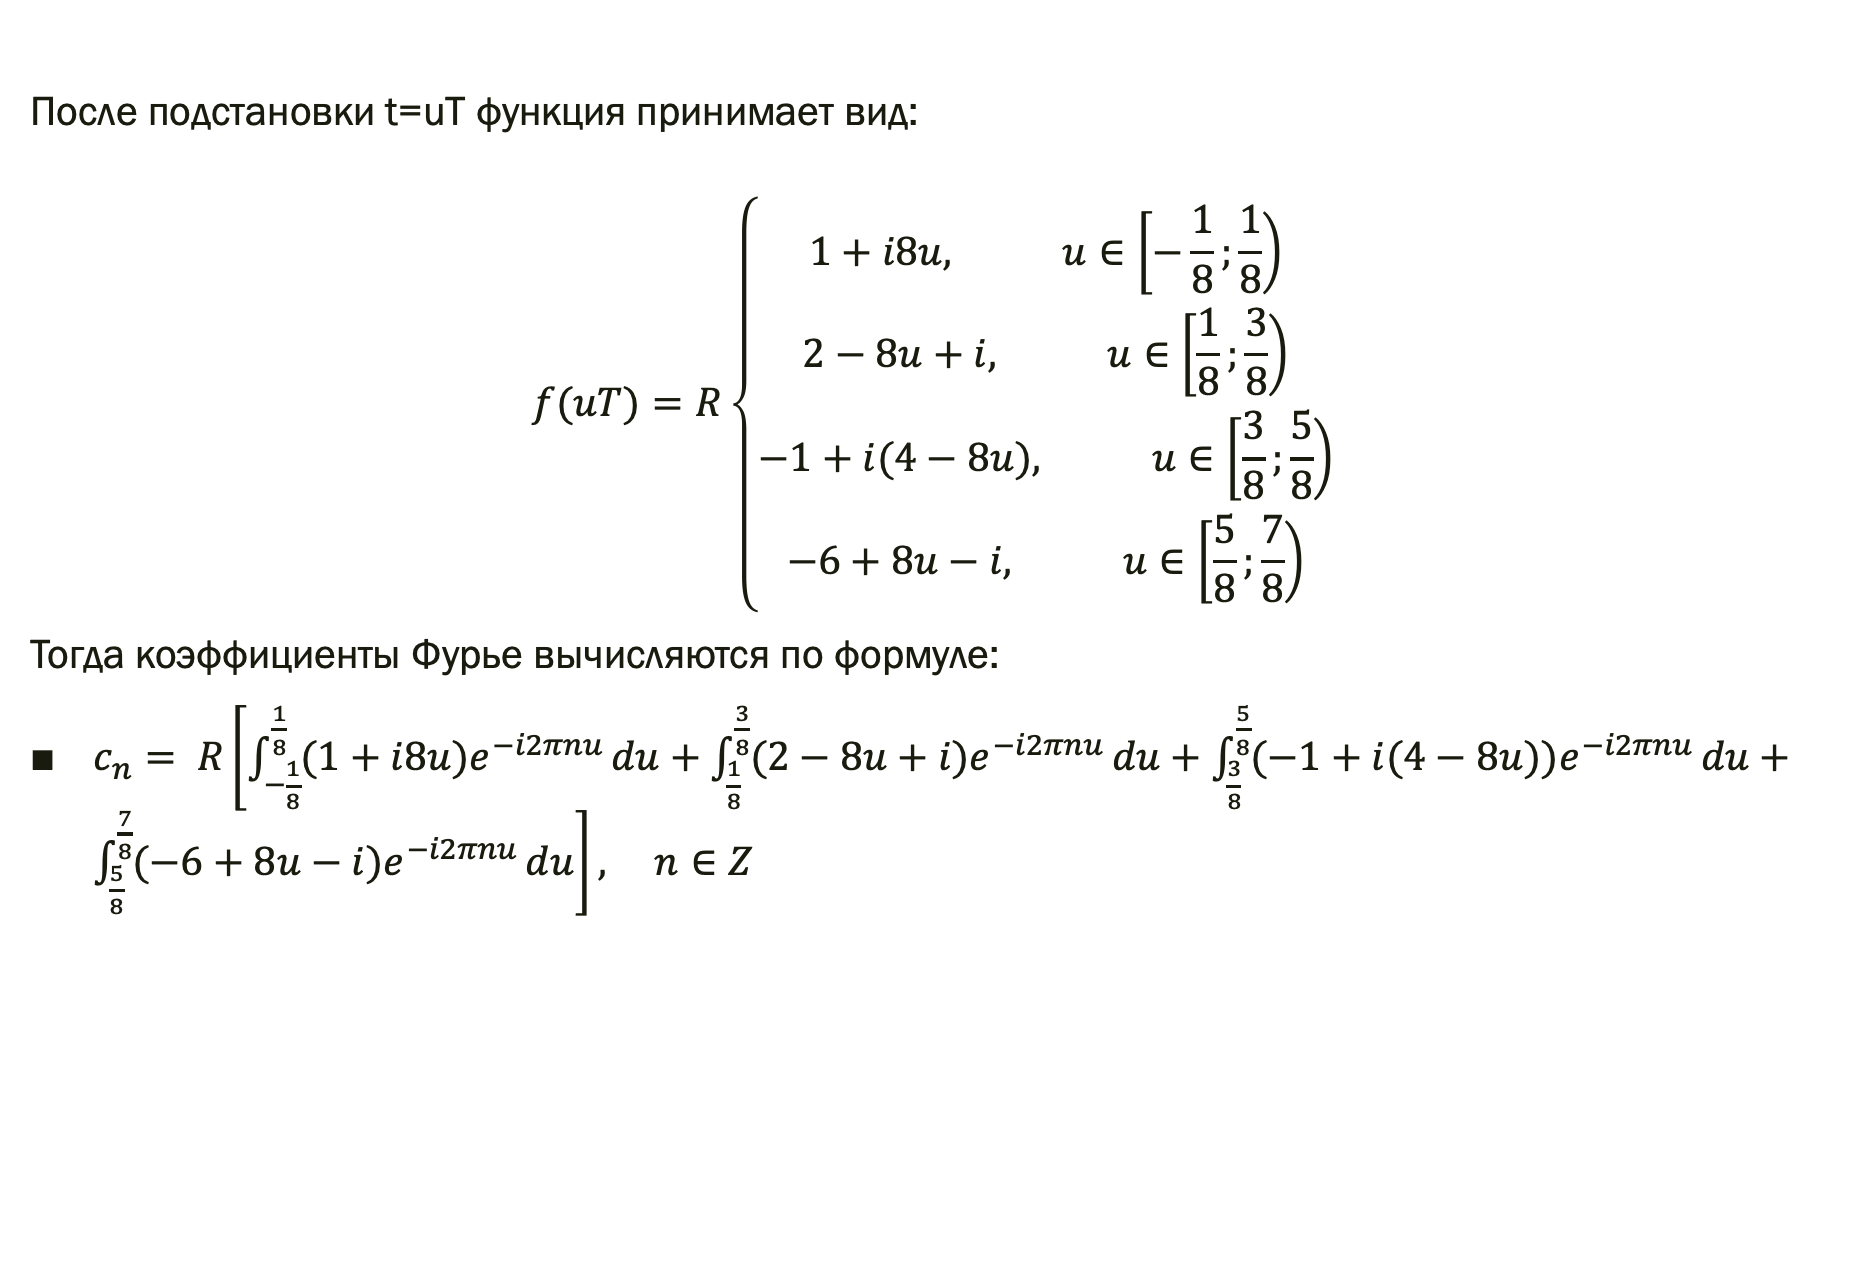 После подстановки t=uT функция принимает вид:
f(uT) = R { 1 + i8u, u ∈ [−1/8; 1/8)
2 − 8u + i, u ∈ [1/8; 3/8)
−1 + i(4 − 8u), u ∈ [3/8; 5/8)
−6 + 8u − i, u ∈ [5/8; 7/8)
Тогда коэффициенты Фурье вычисляются по формуле:
▪ cₙ = R [∫_{−1/8}^{1/8}(1 + i8u)e^{−i2πnu} du + ∫_{1/8}^{3/8}(2 − 8u + i)e^{−i2πnu} du + ∫_{3/8}^{5/8}(−1 + i(4 − 8u))e^{−i2πnu} du +
∫_{5/8}^{7/8}(−6 + 8u − i)e^{−i2πnu} du], n ∈ Z